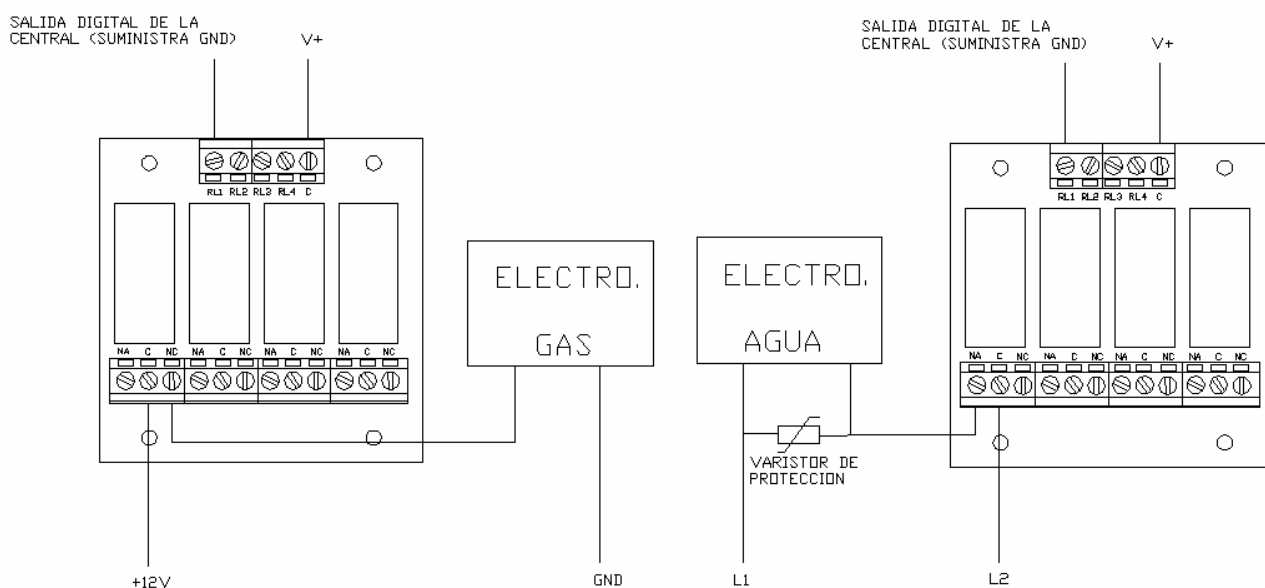 SALIDA DIGITAL DE LA
CENTRAL (SUMINISTRA GND)
V+
RL1 RL2 RL3 RL4 C
NA C NC NA C NC NA C NC NA C NC
+12V
ELECTRO.
GAS
GND
ELECTRO.
AGUA
VARISTOR DE
PROTECCION
L1
SALIDA DIGITAL DE LA
CENTRAL (SUMINISTRA GND)
V+
RL1 RL2 RL3 RL4 C
NA C NC NA C NC NA C NC NA C NC
L2